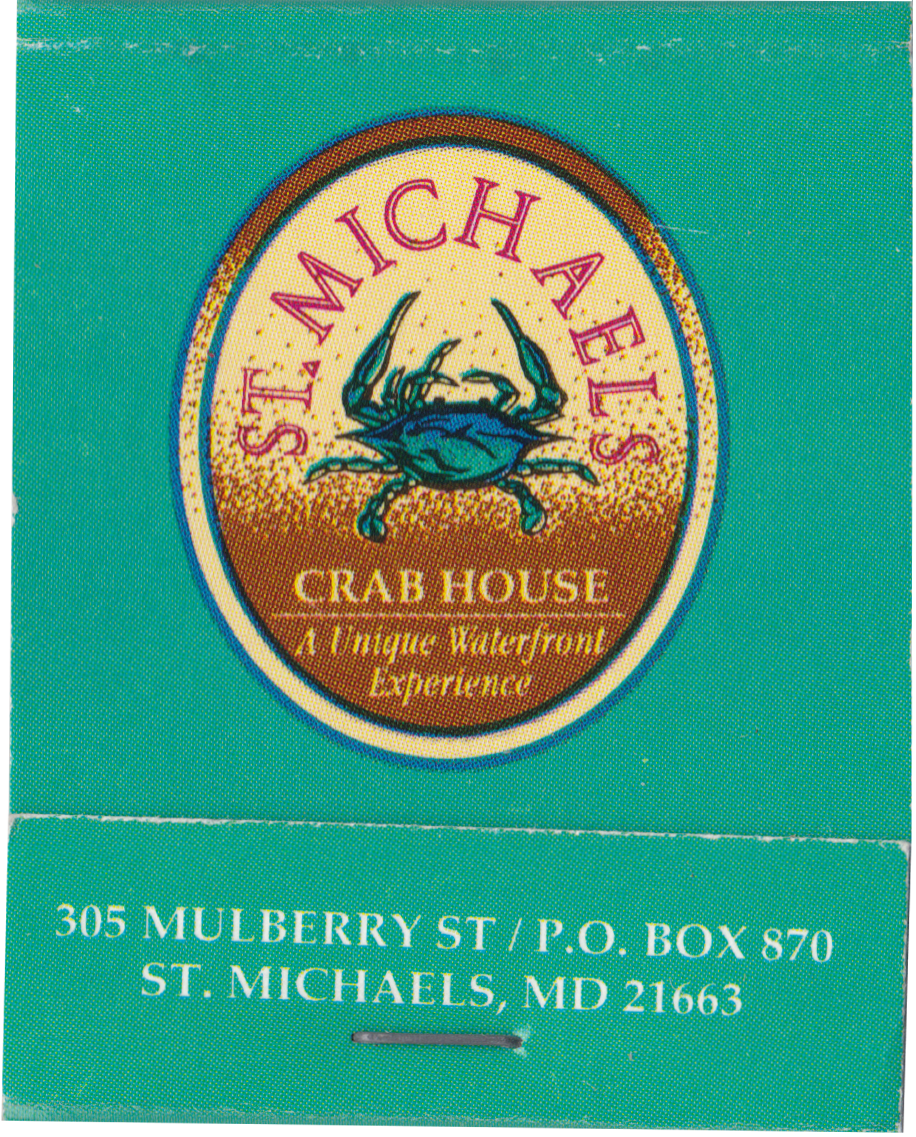 ST. MICHAELS
CRAB HOUSE
A Unique Waterfront
Experience
305 MULBERRY ST / P.O. BOX 870
ST. MICHAELS, MD 21663